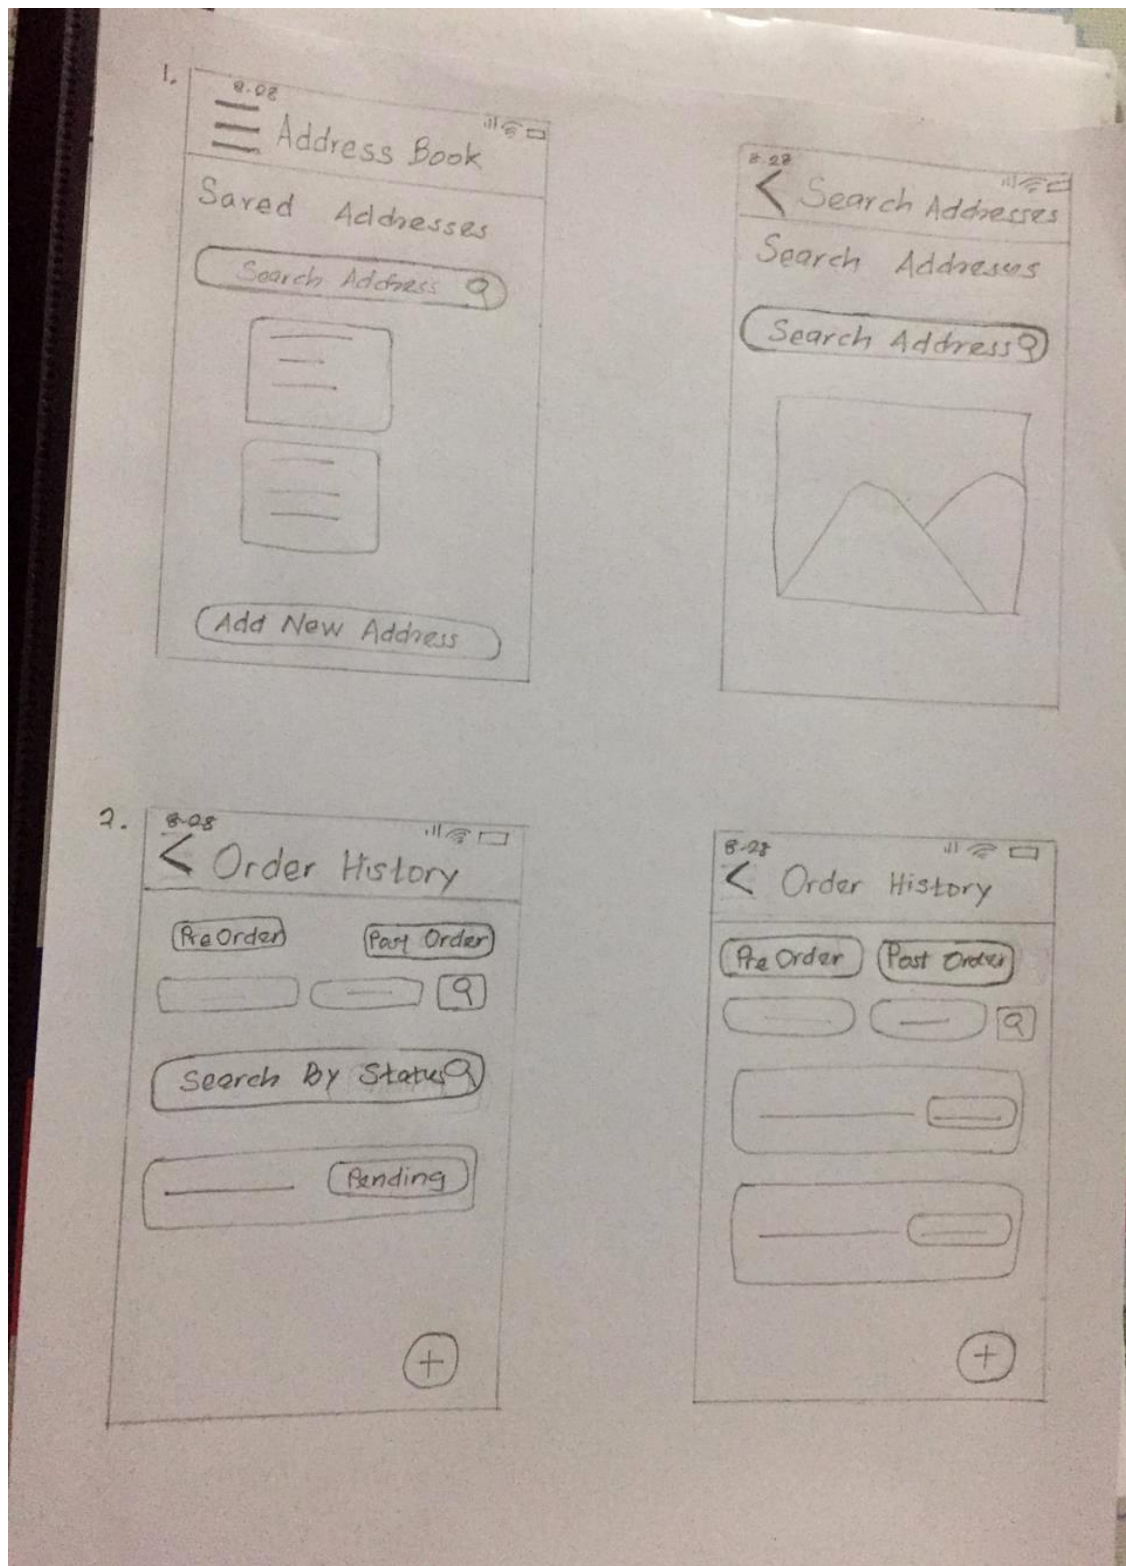 1.
8.08
Address Book
Saved Addresses
Search Address
Add New Address
8.28
Search Addresses
Search Addresses
Search Address
2.
8.08
Order History
Pre Order
Past Order
Search By Status
Pending
8.28
Order History
Pre Order
Past Order